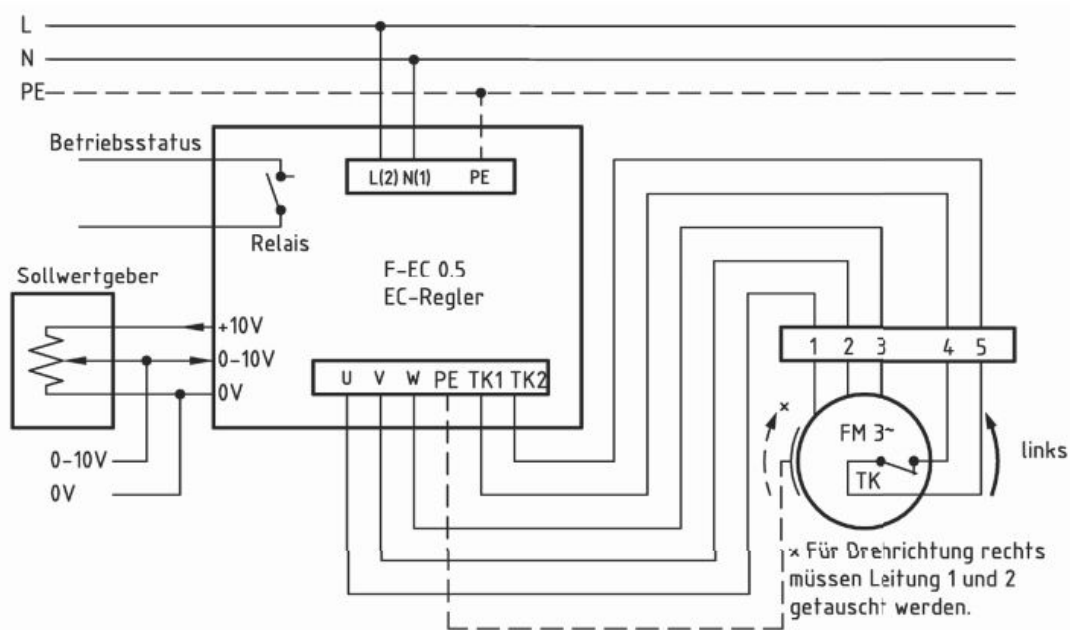 L
N
PE
Betriebsstatus
L(2) N(1) PE
Relais
F-EC 0.5
EC-Regler
Sollwertgeber
+10V
0-10V
0V
U V W PE TK1 TK2
0-10V
0V
1 2 3 4 5
×
FM 3~
TK
links
× Für Drehrichtung rechts
müssen Leitung 1 und 2
getauscht werden.